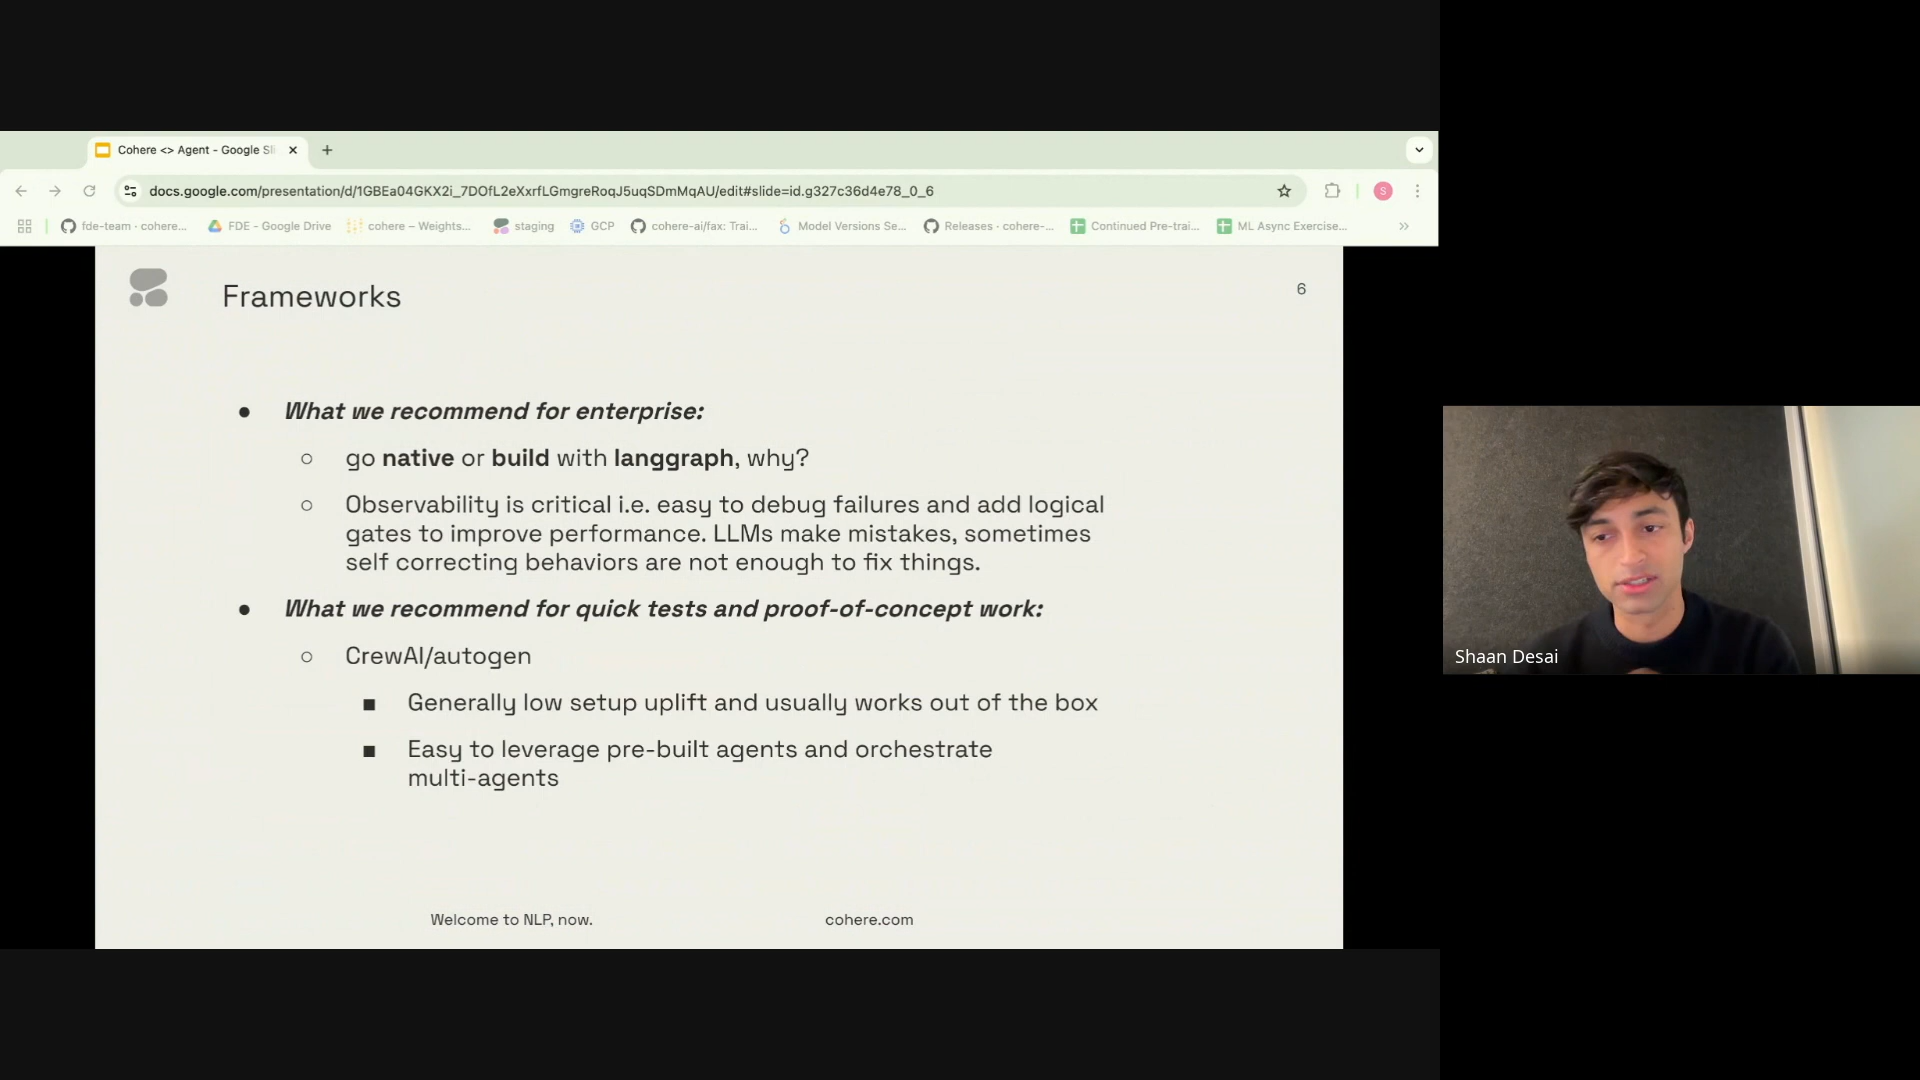 Cohere <> Agent - Google Sli
docs.google.com/presentation/d/1GBEa04GKX2i_7DOfL2eXxrfLGmgreRoqJ5uqSDmMqAU/edit#slide=id.g327c36d4e78_0_6
S
fde-team · cohere...
FDE - Google Drive
cohere – Weights...
staging
GCP
cohere-ai/fax: Trai...
Model Versions Se...
Releases · cohere-...
Continued Pre-trai...
ML Async Exercise...
Frameworks
6
What we recommend for enterprise:
go native or build with langgraph, why?
Observability is critical i.e. easy to debug failures and add logical
gates to improve performance. LLMs make mistakes, sometimes
self correcting behaviors are not enough to fix things.
What we recommend for quick tests and proof-of-concept work:
CrewAI/autogen
Generally low setup uplift and usually works out of the box
Easy to leverage pre-built agents and orchestrate
multi-agents
Welcome to NLP, now.
cohere.com
Shaan Desai